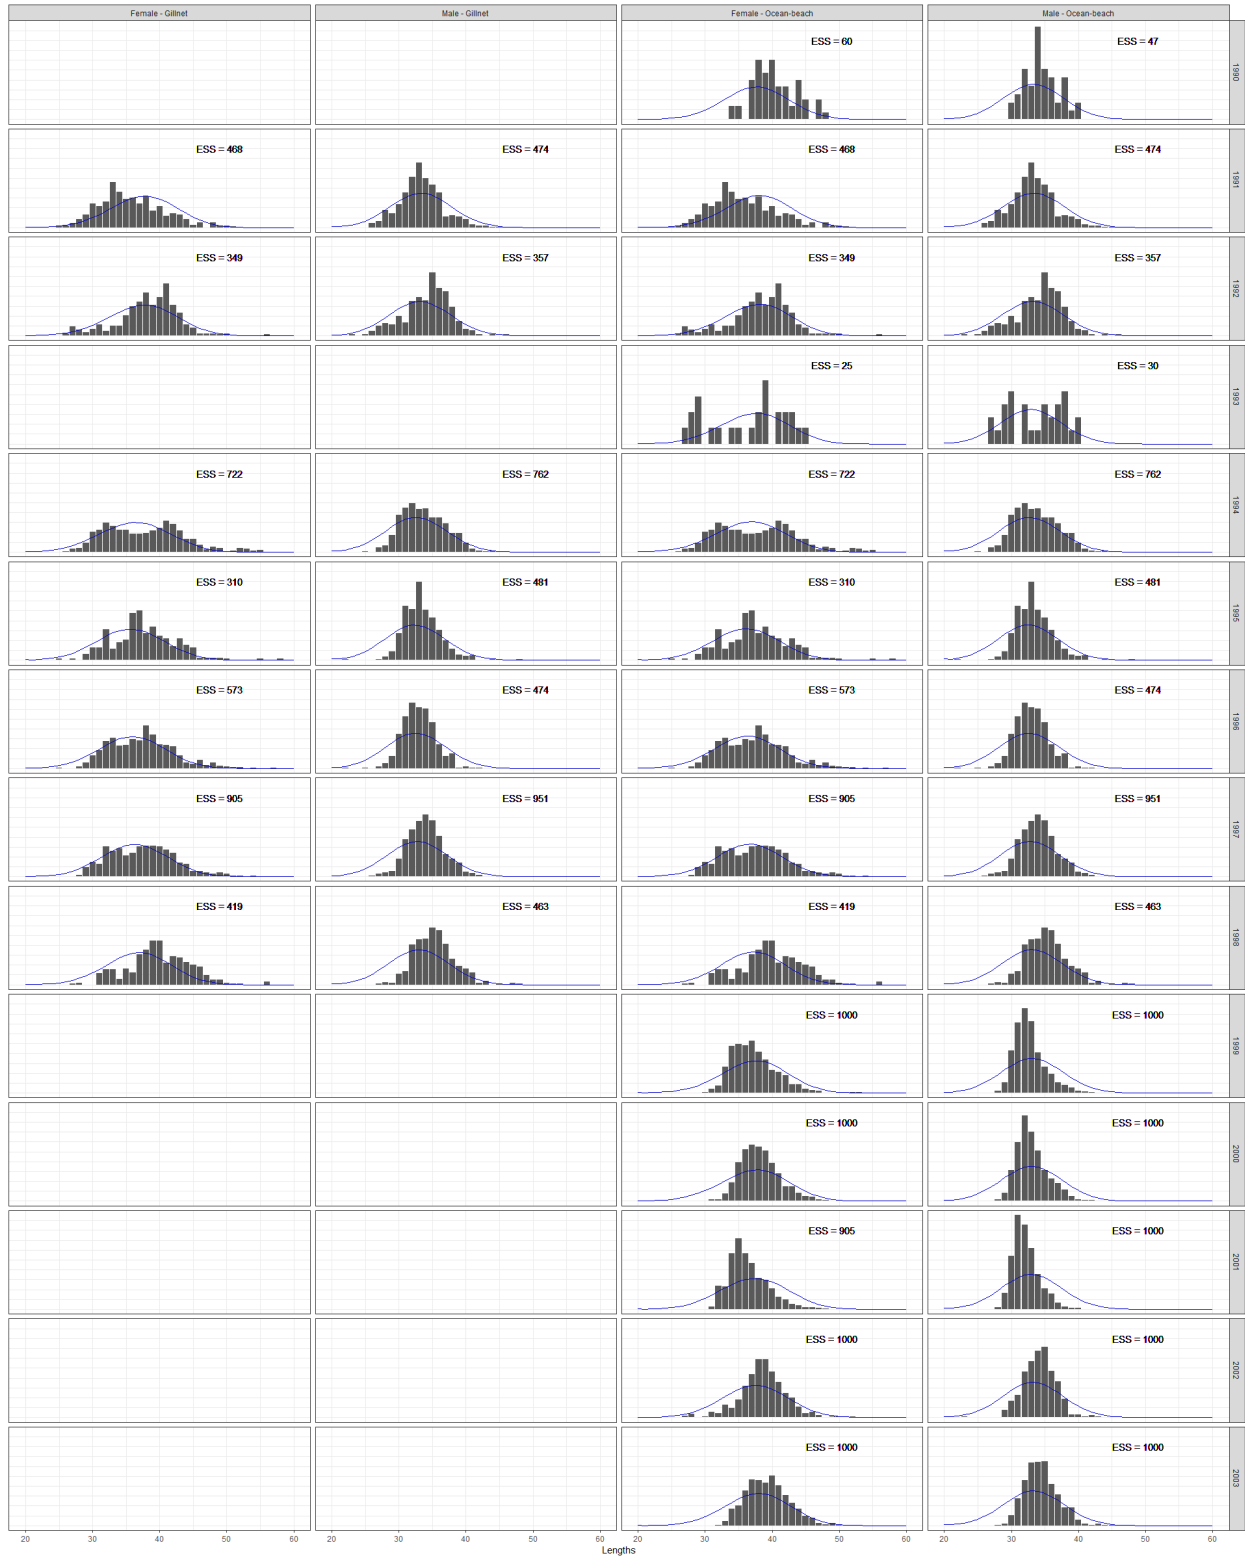 Female - Gillnet Male - Gillnet Female - Ocean-beach Male - Ocean-beach
ESS = 60 ESS = 47 1990
ESS = 468 ESS = 474 ESS = 468 ESS = 474 1991
ESS = 349 ESS = 357 ESS = 349 ESS = 357 1992
ESS = 25 ESS = 30 1993
ESS = 722 ESS = 762 ESS = 722 ESS = 762 1994
ESS = 310 ESS = 481 ESS = 310 ESS = 481 1995
ESS = 573 ESS = 474 ESS = 573 ESS = 474 1996
ESS = 905 ESS = 951 ESS = 905 ESS = 951 1997
ESS = 419 ESS = 463 ESS = 419 ESS = 463 1998
ESS = 1000 ESS = 1000 1999
ESS = 1000 ESS = 1000 2000
ESS = 905 ESS = 1000 2001
ESS = 1000 ESS = 1000 2002
ESS = 1000 ESS = 1000 2003
20 30 40 50 60 20 30 40 50 60 20 30 40 50 60 20 30 40 50 60
Lengths